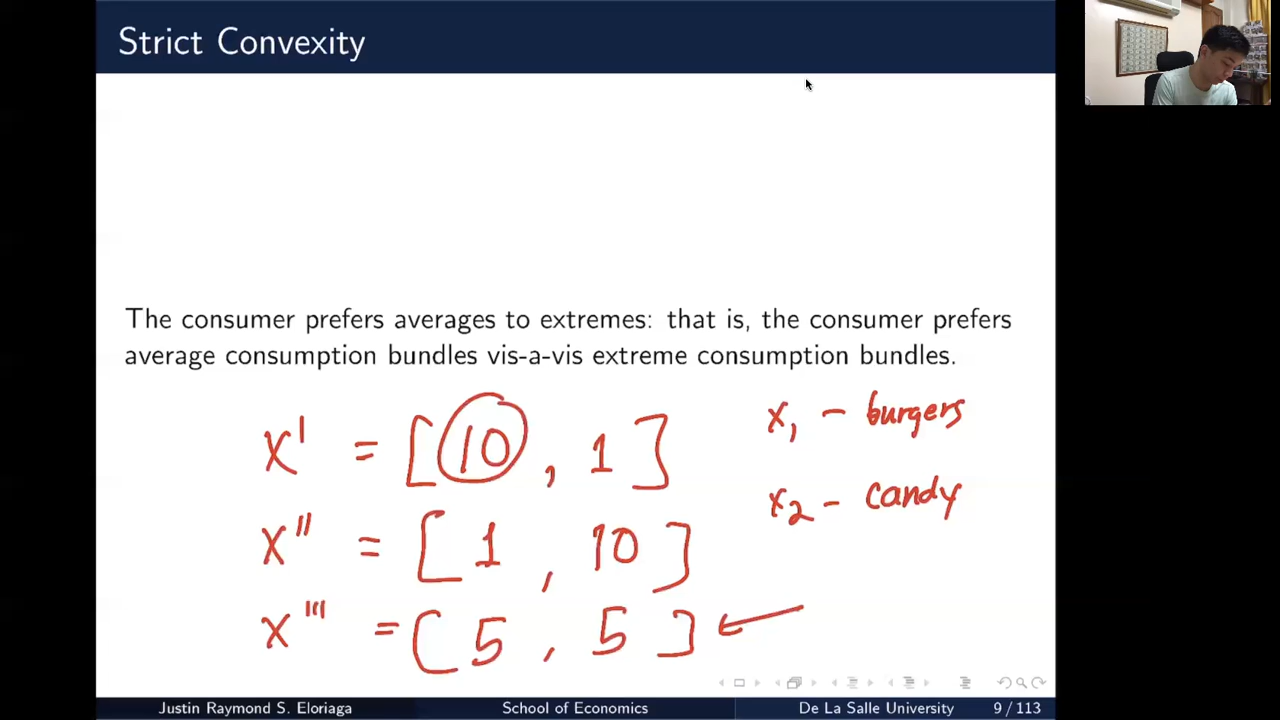 Strict Convexity
The consumer prefers averages to extremes: that is, the consumer prefers
average consumption bundles vis-a-vis extreme consumption bundles.
x' = [10, 1]
x₁ - burgers
x'' = [1, 10]
x₂ - candy
x''' = [5, 5]
Justin Raymond S. Eloriaga School of Economics De La Salle University 9 / 113